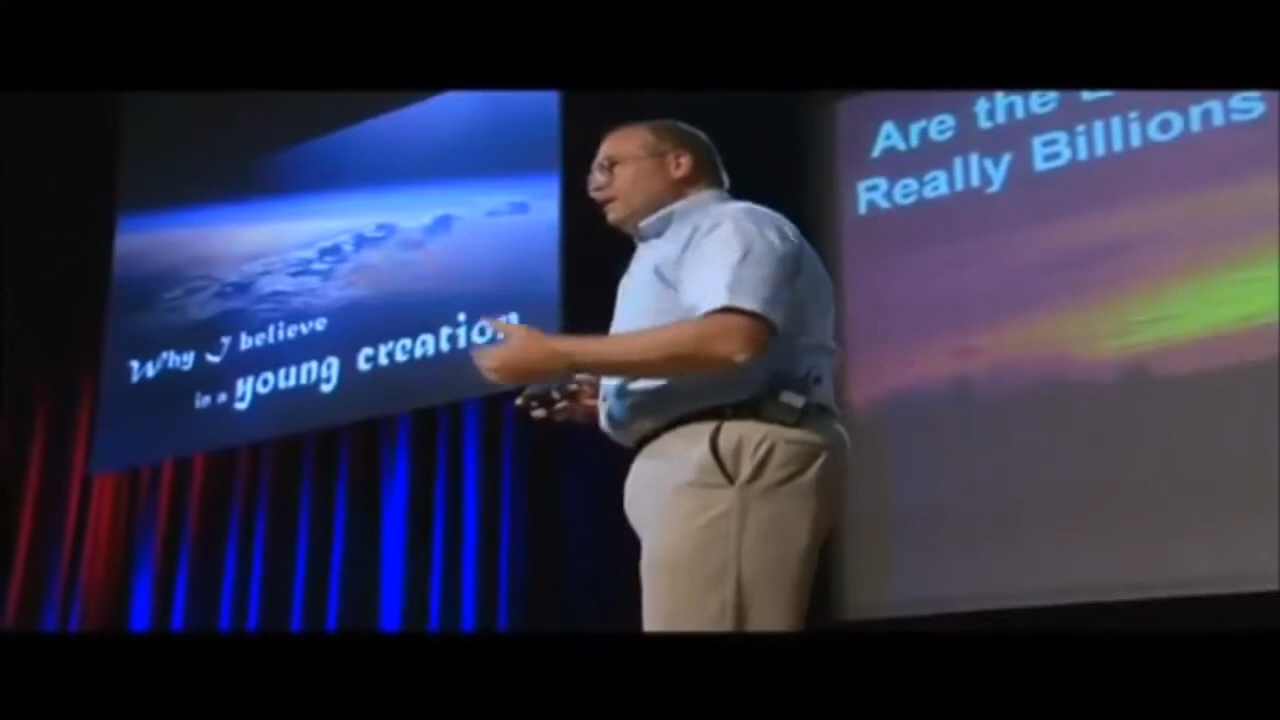 Why I believe
in a young creation
Are the
Really Billions